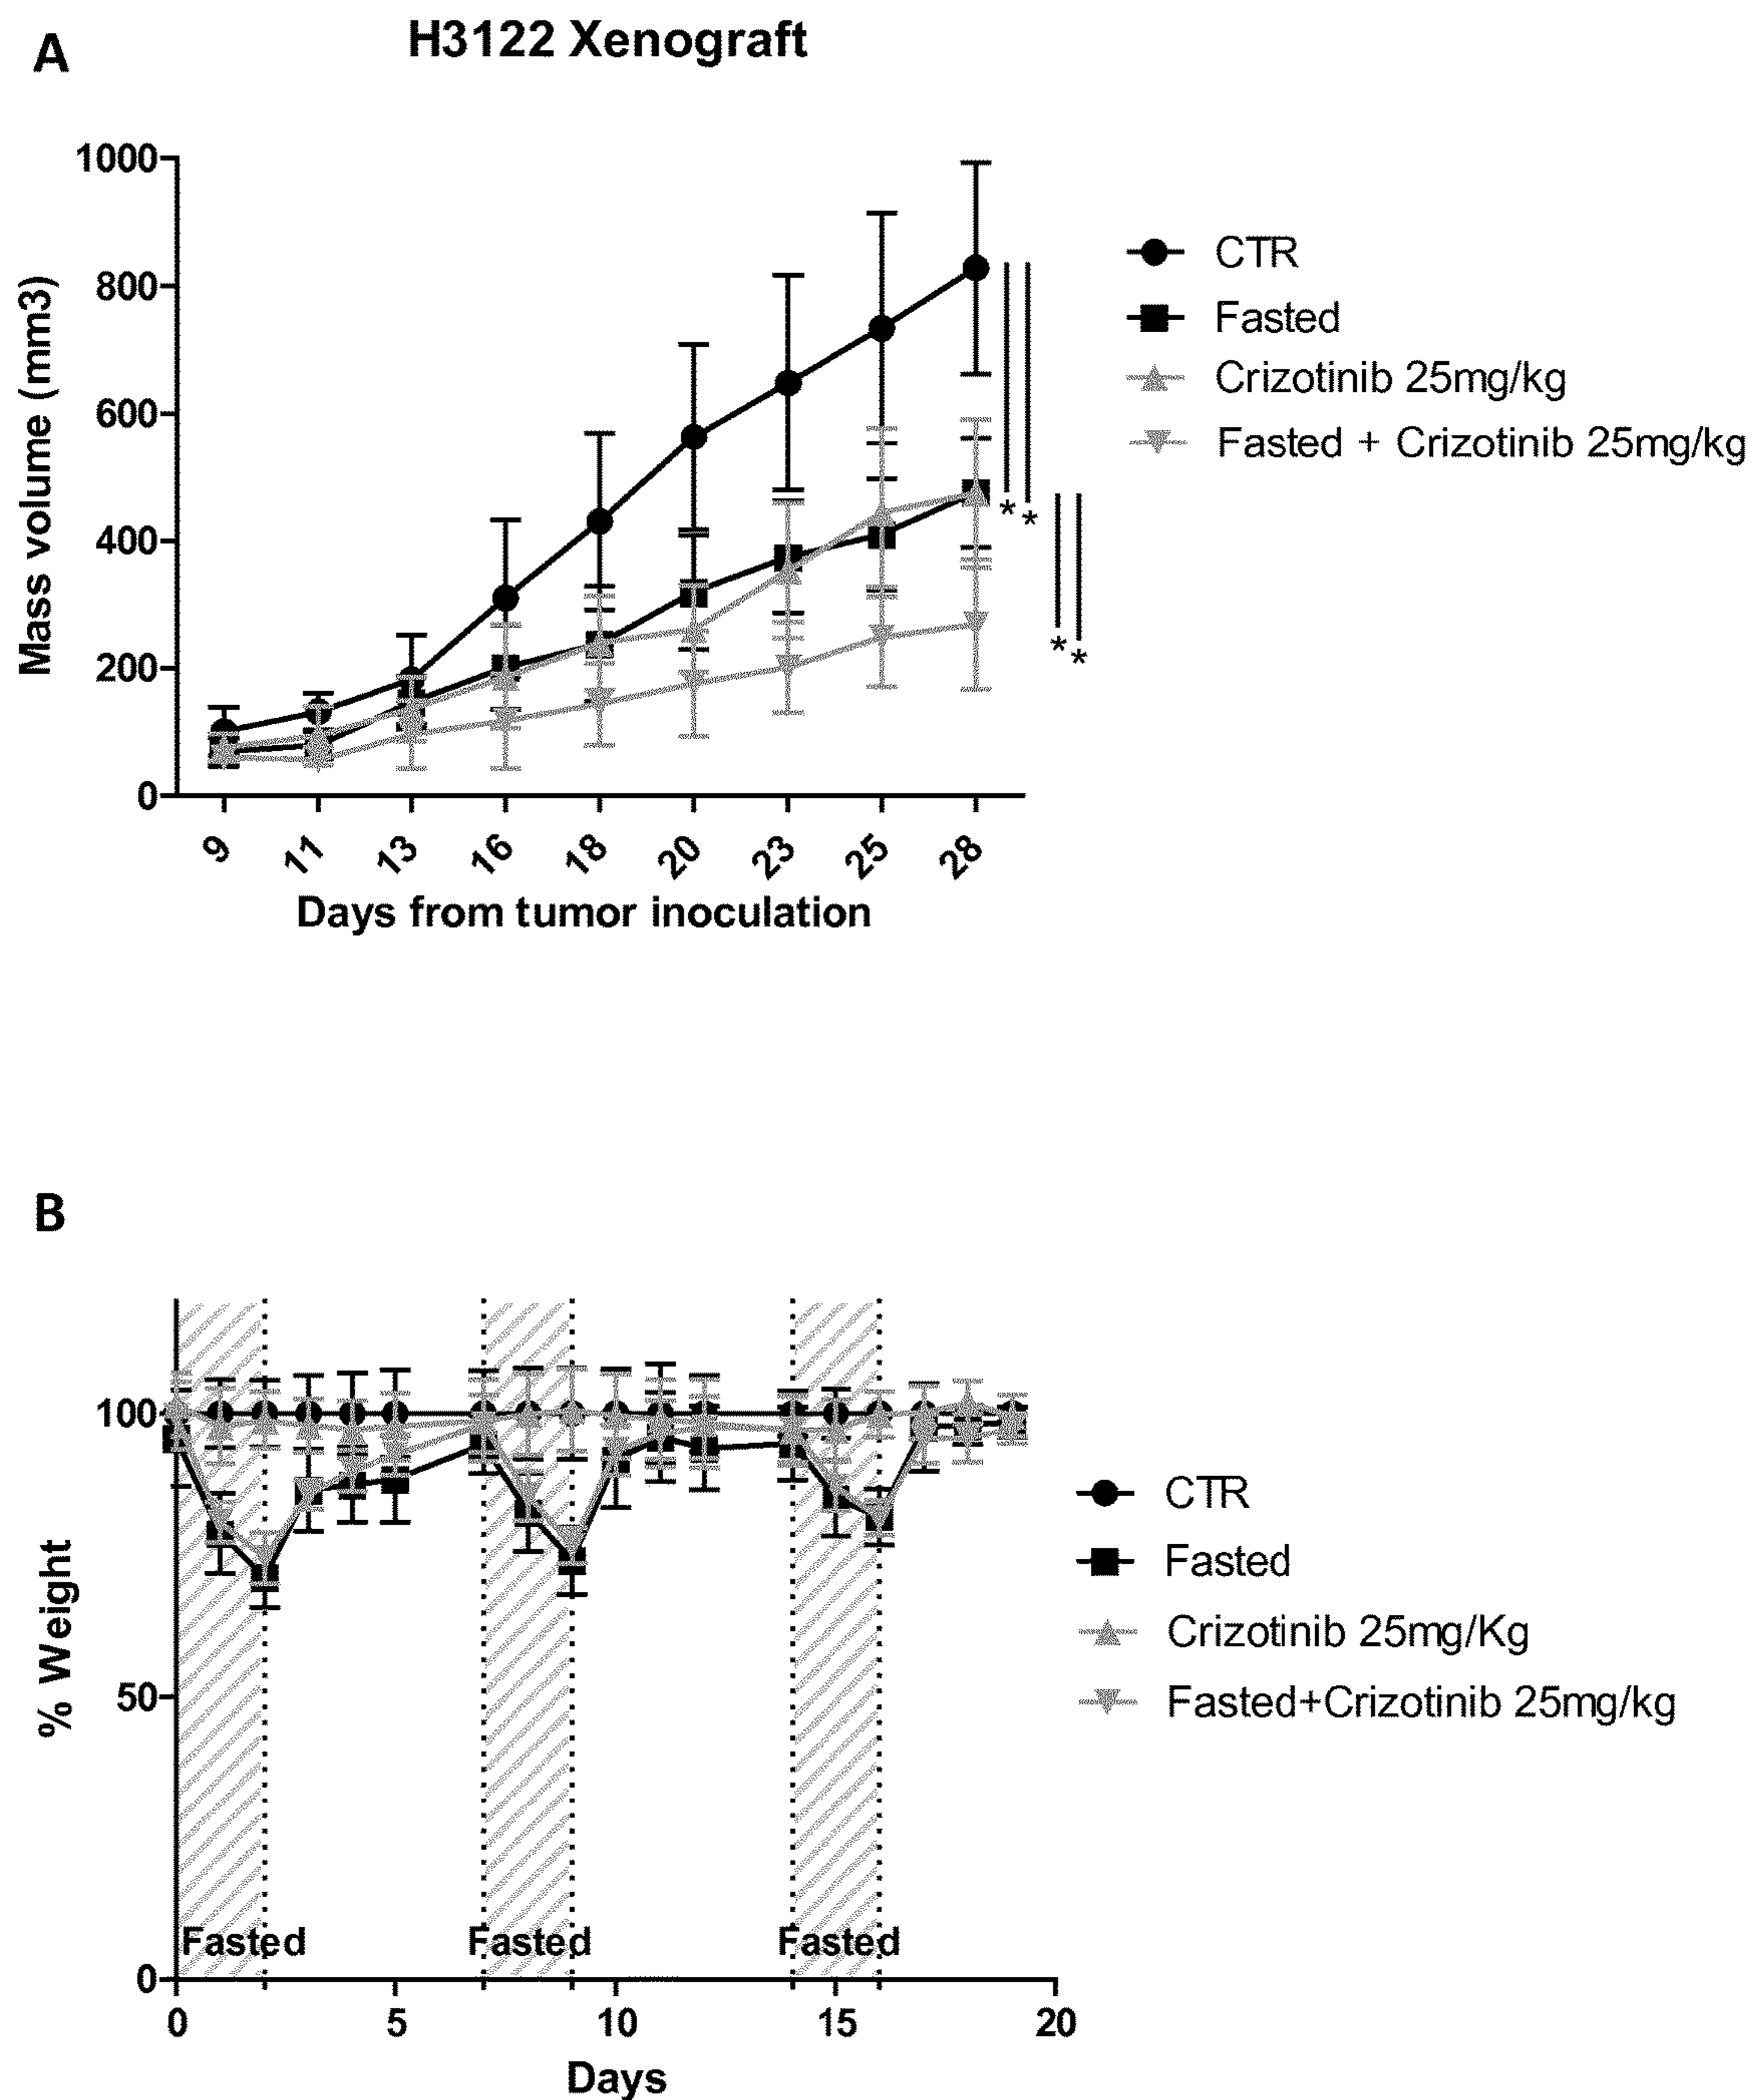 A
H3122 Xenograft
1000
800
600
400
200
0
Mass volume (mm3)
9 11 13 16 18 20 23 25 28
Days from tumor inoculation
CTR
Fasted
Crizotinib 25mg/kg
Fasted + Crizotinib 25mg/kg
* *
* *
B
100
50
0
% Weight
Fasted Fasted Fasted
0 5 10 15 20
Days
CTR
Fasted
Crizotinib 25mg/Kg
Fasted+Crizotinib 25mg/kg